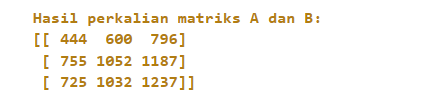 Hasil perkalian matriks A dan B:
[[ 444  600  796]
 [ 755 1052 1187]
 [ 725 1032 1237]]